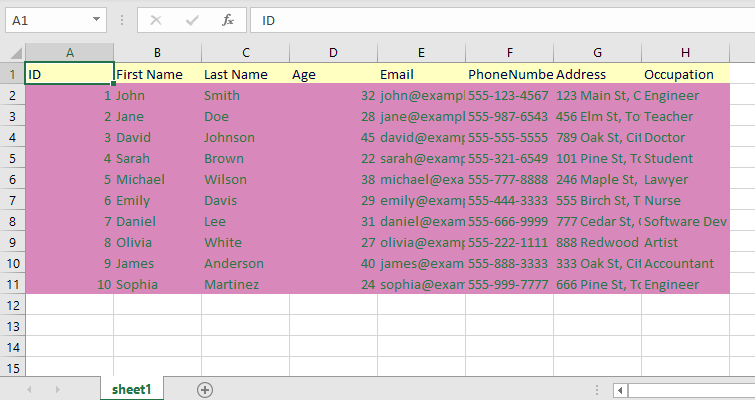 A1 fx ID
A B C D E F G H
1 ID First Name Last Name Age Email PhoneNumbe Address Occupation
2 1 John Smith 32 john@exampl 555-123-4567 123 Main St, C Engineer
3 2 Jane Doe 28 jane@exampl 555-987-6543 456 Elm St, To Teacher
4 3 David Johnson 45 david@examp 555-555-5555 789 Oak St, Cit Doctor
5 4 Sarah Brown 22 sarah@examp 555-321-6549 101 Pine St, To Student
6 5 Michael Wilson 38 michael@exa 555-777-8888 246 Maple St, Lawyer
7 6 Emily Davis 29 emily@examp 555-444-3333 555 Birch St, T Nurse
8 7 Daniel Lee 31 daniel@exam 555-666-9999 777 Cedar St, Software Dev
9 8 Olivia White 27 olivia@examp 555-222-1111 888 Redwood Artist
10 9 James Anderson 40 james@exam 555-888-3333 333 Oak St, Cit Accountant
11 10 Sophia Martinez 24 sophia@exam 555-999-7777 666 Pine St, To Engineer
12
13
14
15
sheet1